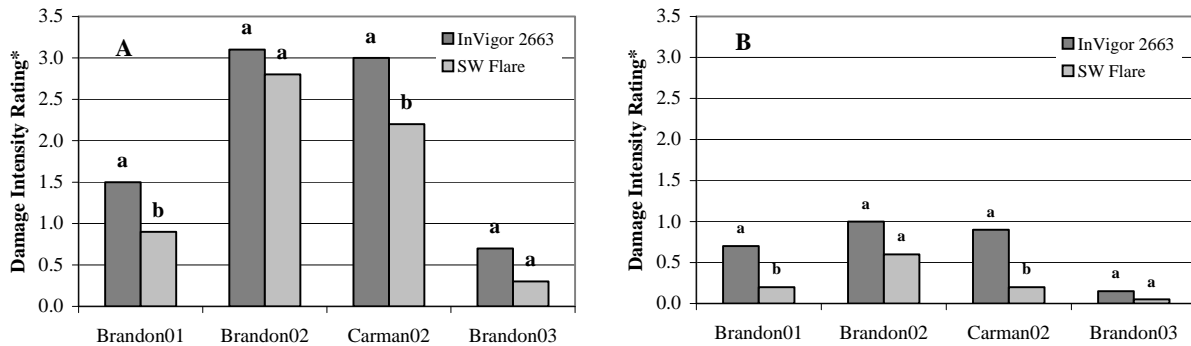 A
InVigor 2663
SW Flare
Damage Intensity Rating*
3.5
3.0
2.5
2.0
1.5
1.0
0.5
0.0
a
b
a
a
a
b
a
a
Brandon01 Brandon02 Carman02 Brandon03
B
InVigor 2663
SW Flare
Damage Intensity Rating*
3.5
3.0
2.5
2.0
1.5
1.0
0.5
0.0
a
b
a
a
a
b
a
a
Brandon01 Brandon02 Carman02 Brandon03